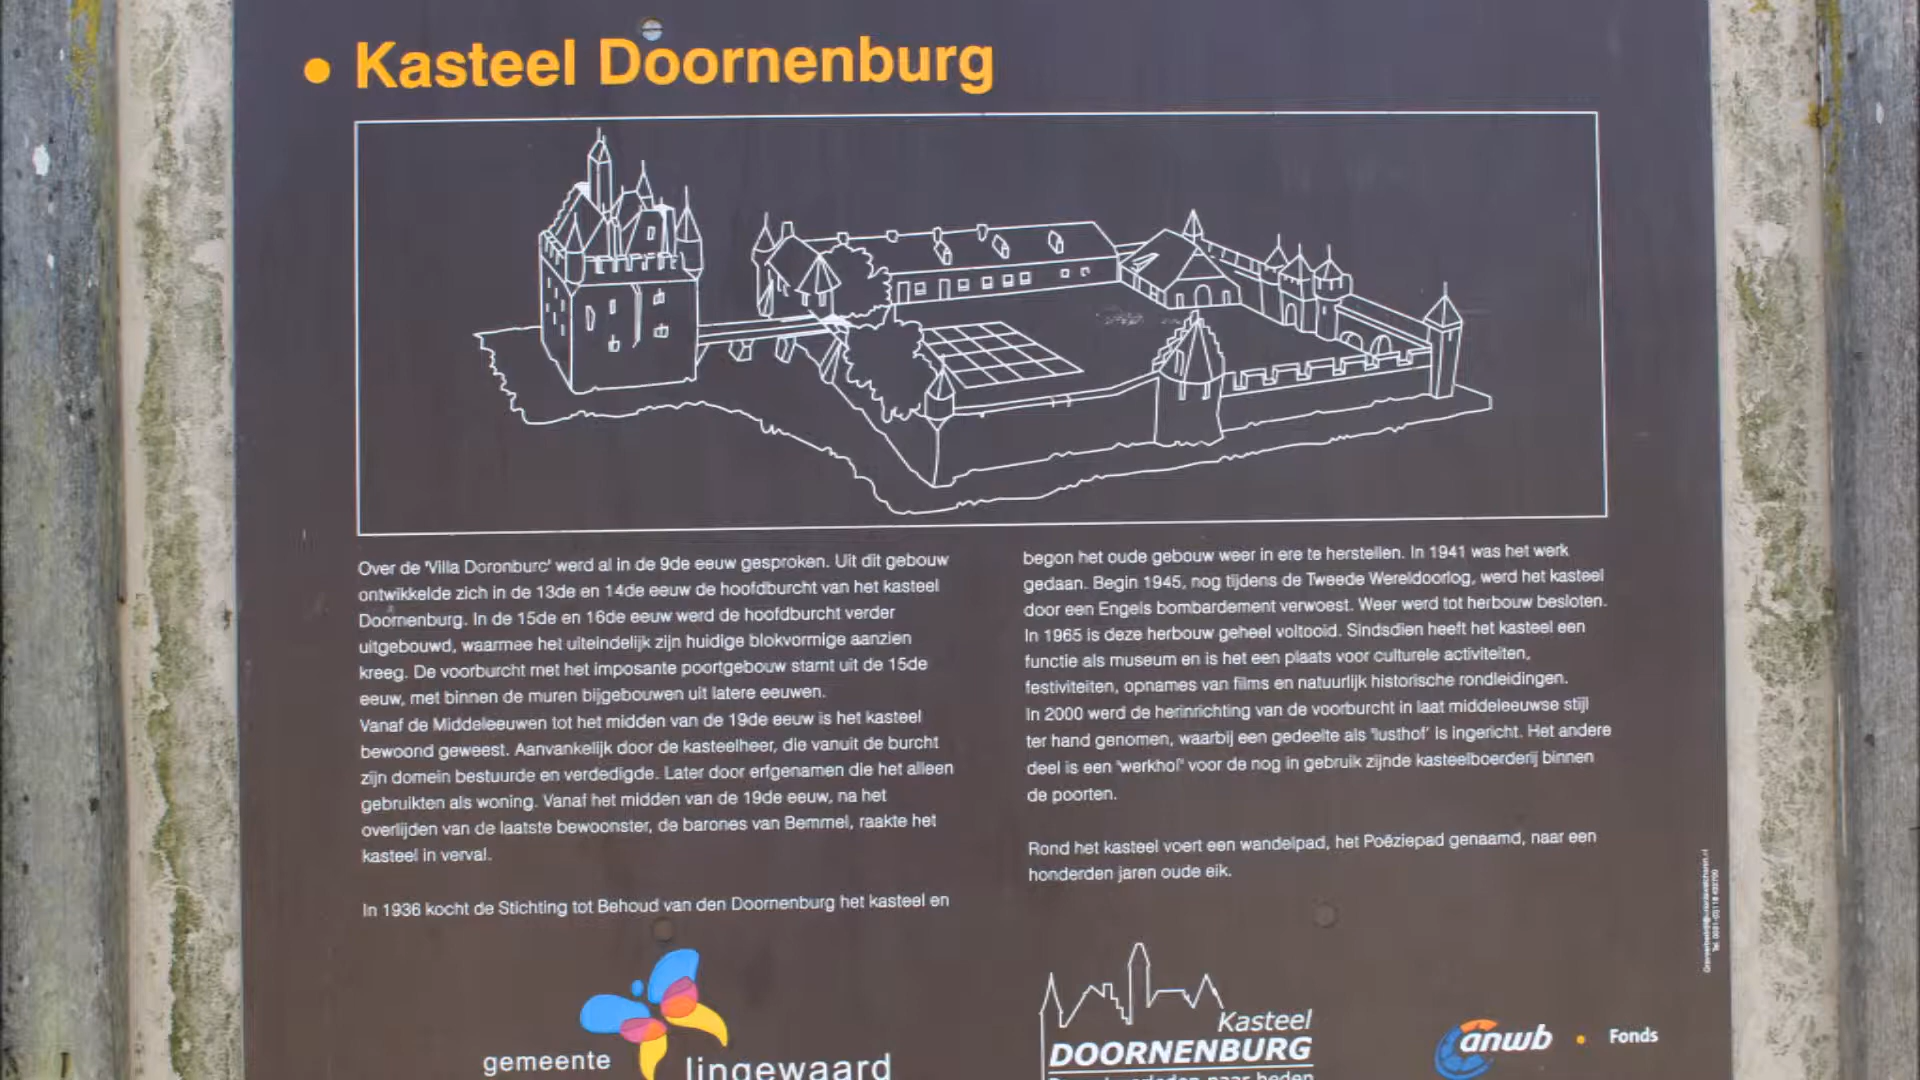 Kasteel Doornenburg
Over de 'Villa Doronburc' werd al in de 9de eeuw gesproken. Uit dit gebouw
ontwikkelde zich in de 13de en 14de eeuw de hoofdburcht van het kasteel
Doornenburg. In de 15de en 16de eeuw werd de hoofdburcht verder
uitgebouwd, waarmee het uiteindelijk zijn huidige blokvormige aanzien
kreeg. De voorburcht met het imposante poortgebouw stamt uit de 15de
eeuw, met binnen de muren bijgebouwen uit latere eeuwen.
Vanaf de Middeleeuwen tot het midden van de 19de eeuw is het kasteel
bewoond geweest. Aanvankelijk door de kasteelheer, die vanuit de burcht
zijn domein bestuurde en verdedigde. Later door erfgenamen die het alleen
gebruikten als woning. Vanaf het midden van de 19de eeuw, na het
overlijden van de laatste bewoonster, de barones van Bemmel, raakte het
kasteel in verval.
In 1936 kocht de Stichting tot Behoud van den Doornenburg het kasteel en
begon het oude gebouw weer in ere te herstellen. In 1941 was het werk
gedaan. Begin 1945, nog tijdens de Tweede Wereldoorlog, werd het kasteel
door een Engels bombardement verwoest. Weer werd tot herbouw besloten.
In 1965 is deze herbouw geheel voltooid. Sindsdien heeft het kasteel een
functie als museum en is het een plaats voor culturele activiteiten,
festiviteiten, opnames van films en natuurlijk historische rondleidingen.
In 2000 werd de herinrichting van de voorburcht in laat middeleeuwse stijl
ter hand genomen, waarbij een gedeelte als 'lusthof' is ingericht. Het andere
deel is een 'werkhof' voor de nog in gebruik zijnde kasteelboerderij binnen
de poorten.
Rond het kasteel voert een wandelpad, het Poëziepad genaamd, naar een
honderden jaren oude eik.
gemeente lingewaard
Kasteel
DOORNENBURG
anwb • Fonds